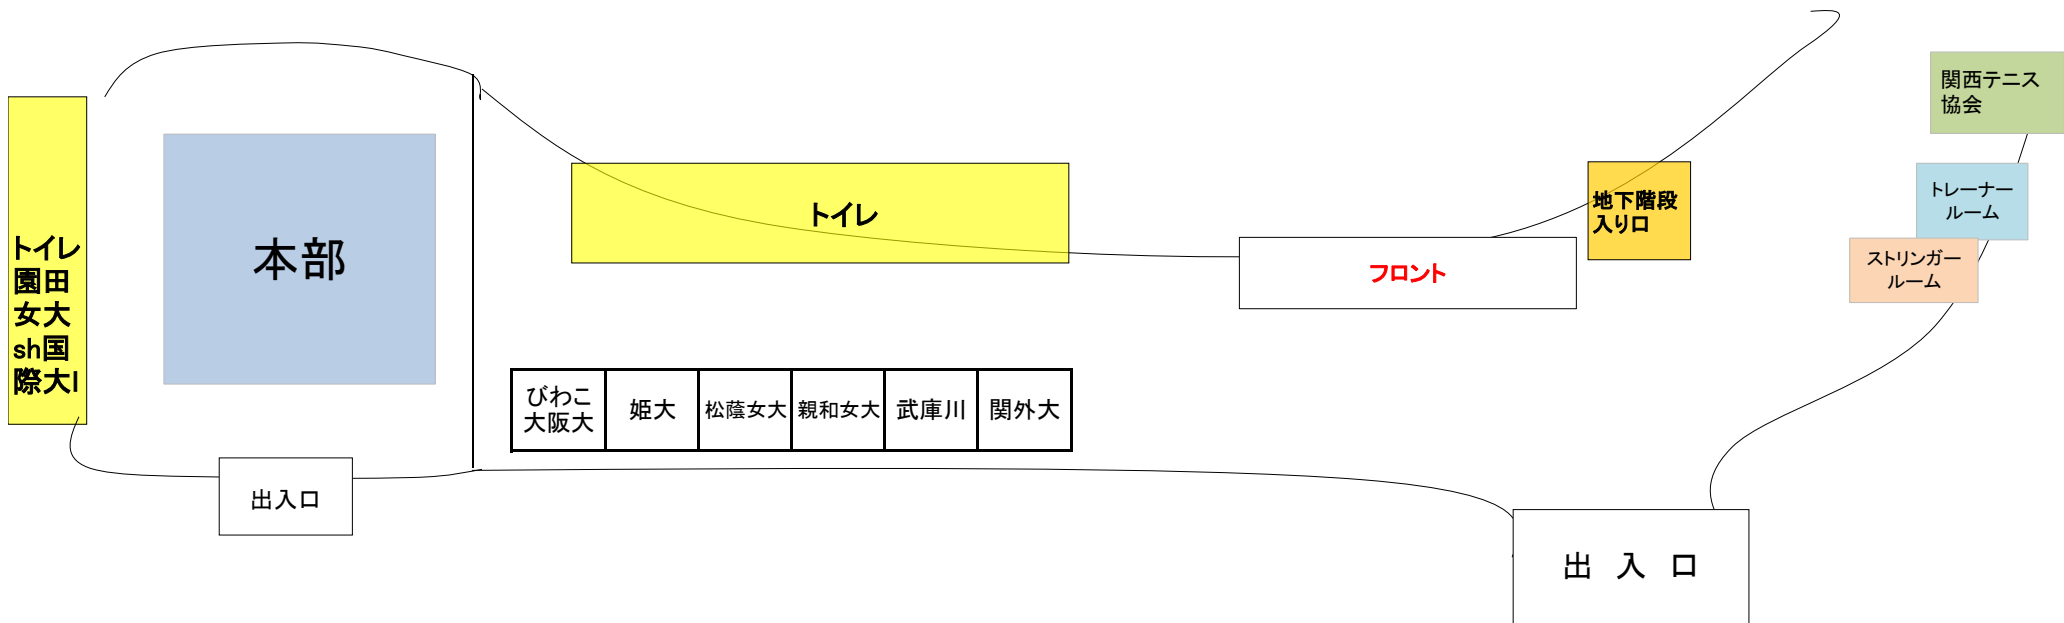 関西テニス
協会
トレーナー
ルーム
ストリンガー
ルーム
地下階段
入り口
トイレ
フロント
本部
トイレ
園田
女大
sh国
際大l
びわこ
大阪大
姫大
松蔭女大
親和女大
武庫川
関外大
出入口
出 入 口